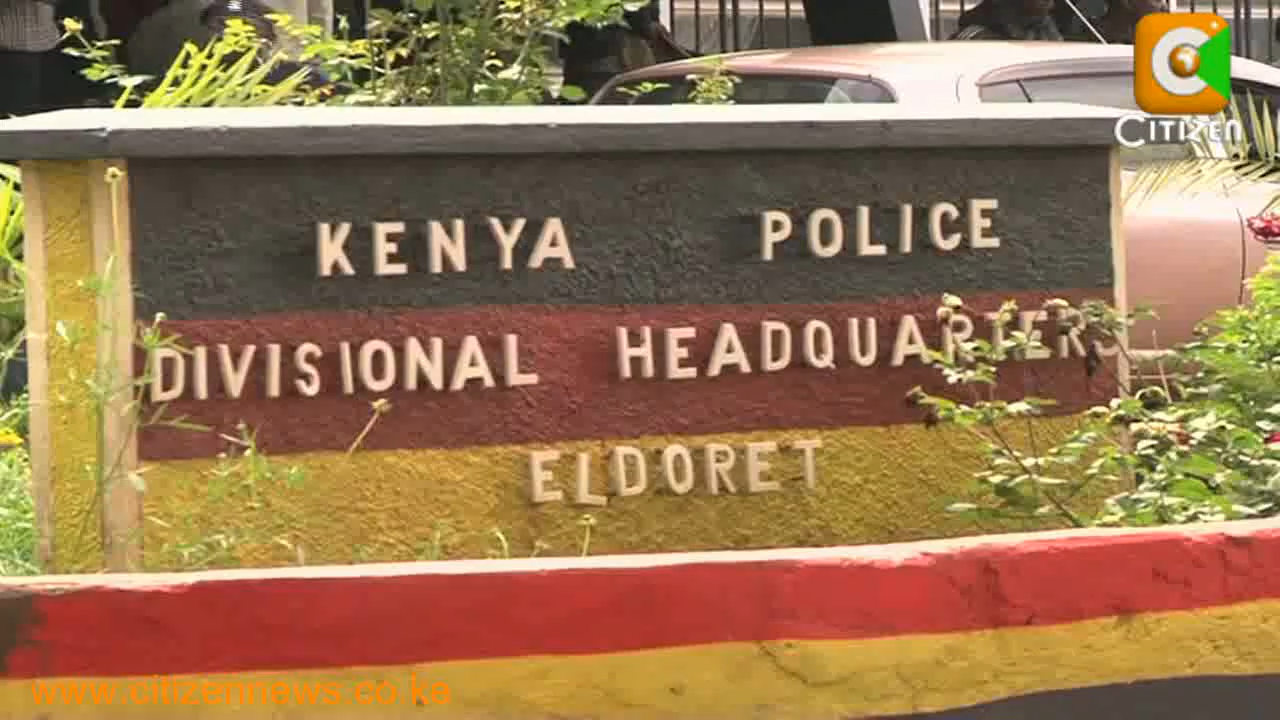 CITIZEN
KENYA POLICE
DIVISIONAL HEADQUARTERS
ELDORET
www.citizennews.co.ke